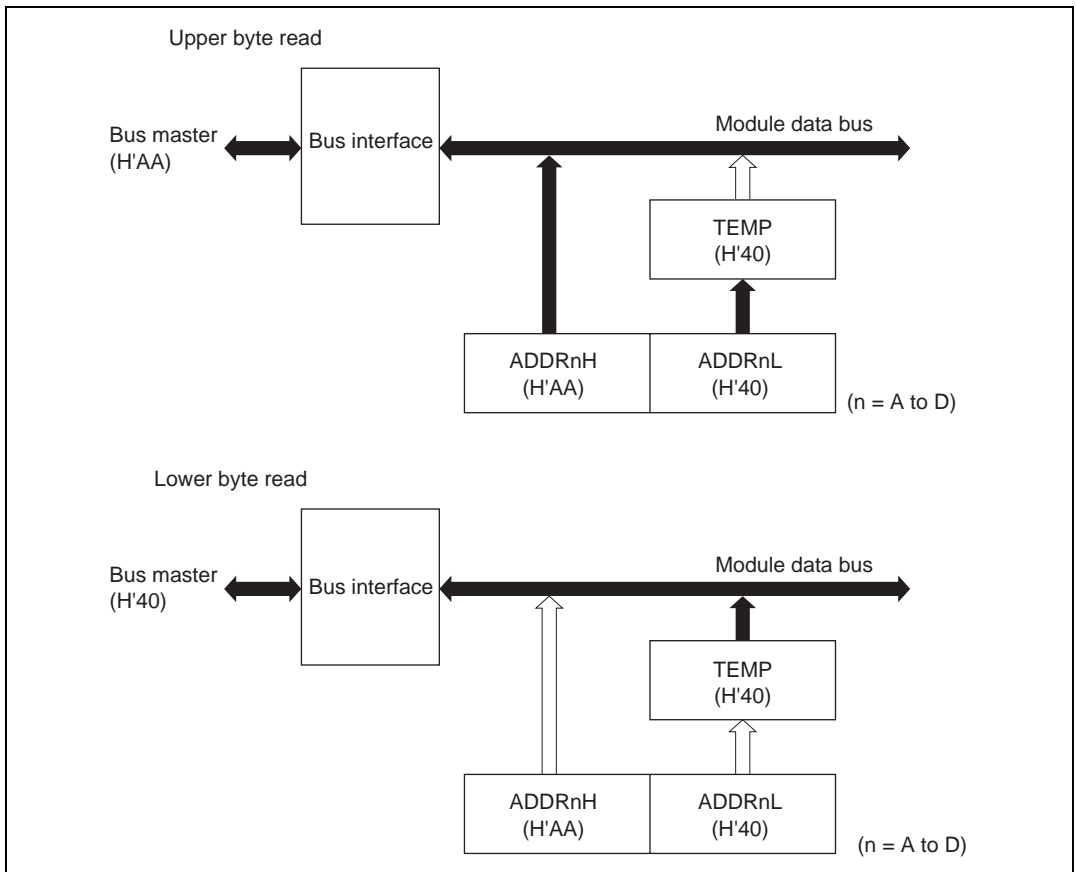 Upper byte read
Bus master
(H'AA)
Bus interface
Module data bus
TEMP
(H'40)
ADDRnH
(H'AA)
ADDRnL
(H'40)
(n = A to D)
Lower byte read
Bus master
(H'40)
Bus interface
Module data bus
TEMP
(H'40)
ADDRnH
(H'AA)
ADDRnL
(H'40)
(n = A to D)